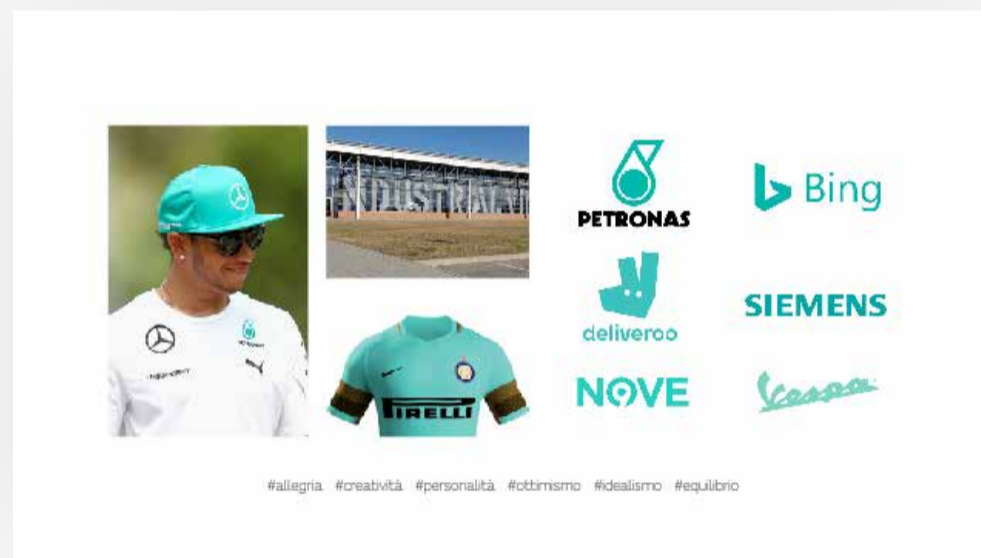 PETRONAS
Bing
deliveroo
SIEMENS
PIRELLI
NOVE
Vespa
#allegria #creatività #personalità #ottimismo #idealismo #equilibrio